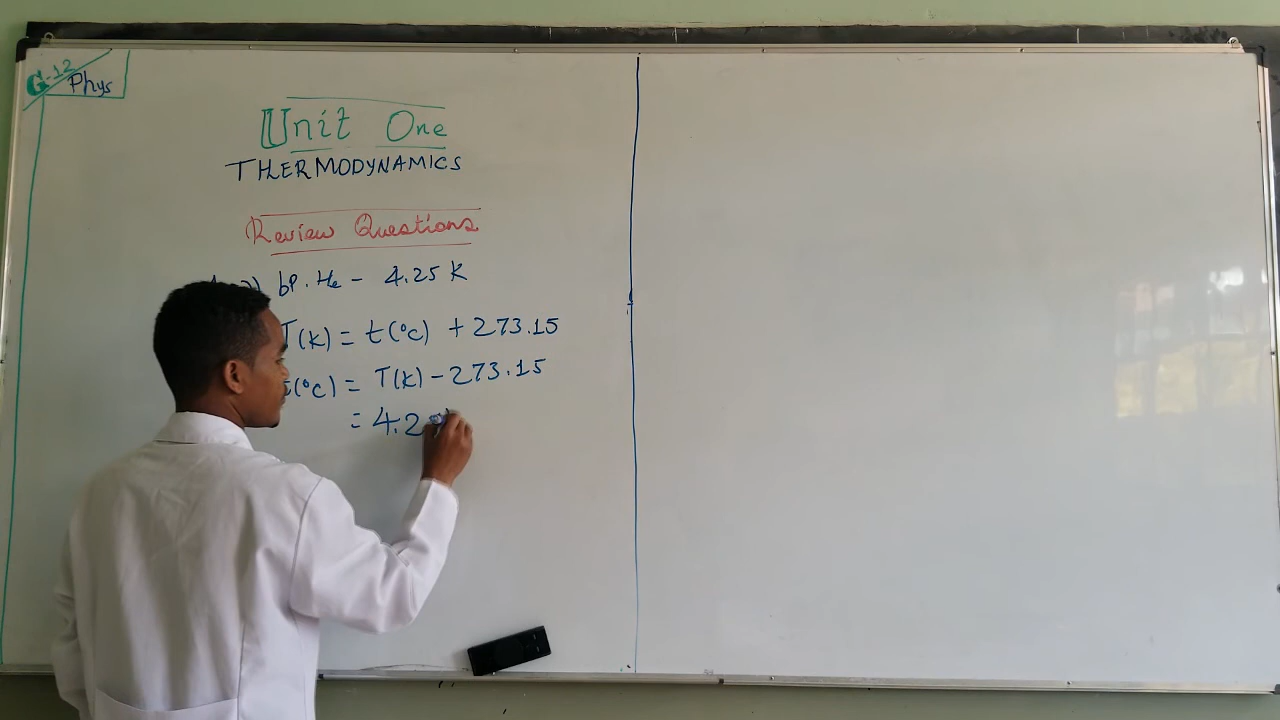 G-12
Phys
Unit One
THERMODYNAMICS
Review Questions
bp. He - 4.25 K
T(K) = t(°c) + 273.15
t(°c) = T(K) - 273.15
= 4.2